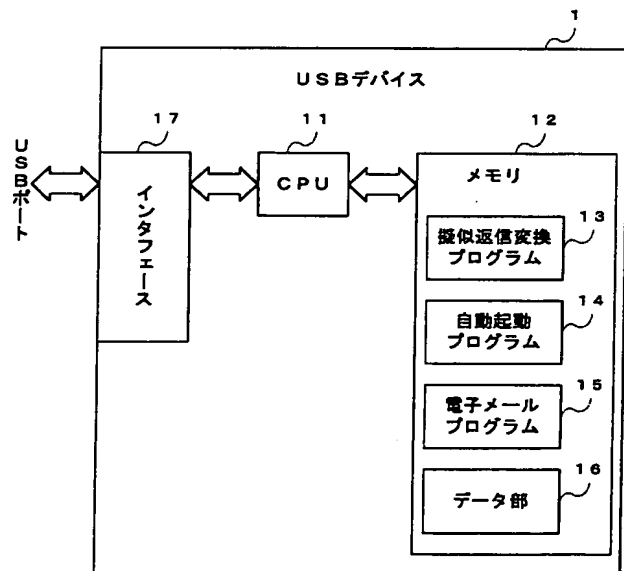 1
USBデバイス
17
11
12
USBポート
インタフェース
CPU
メモリ
擬似返信変換
プログラム
13
自動起動
プログラム
14
電子メール
プログラム
15
データ部
16